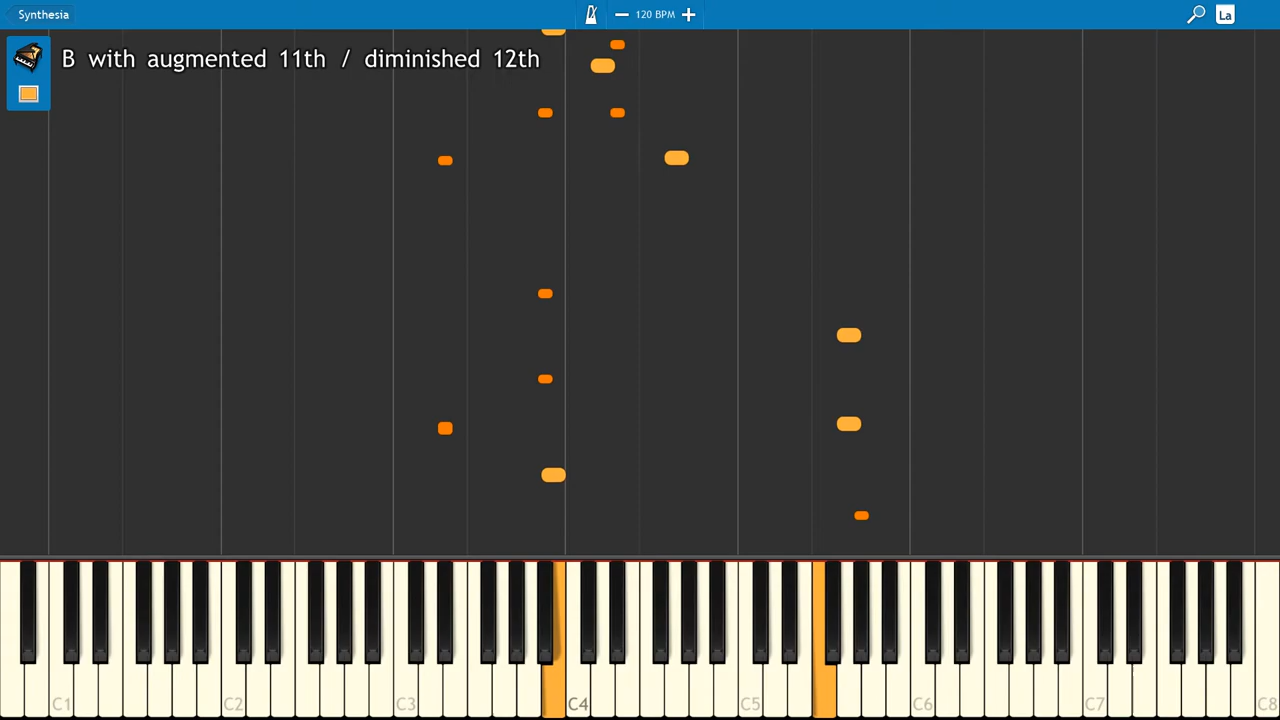 Synthesia
120 BPM
La
B with augmented 11th / diminished 12th
C1 C2 C3 C4 C5 C6 C7 C8